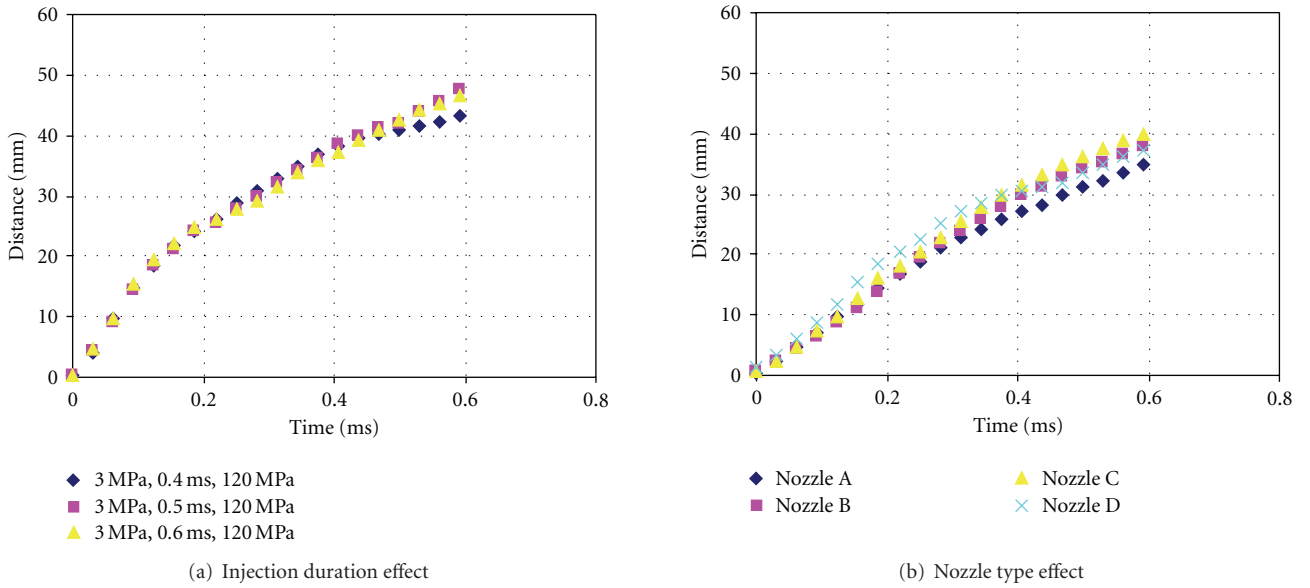 60
50
40
30
20
10
0
Distance (mm)
0 0.2 0.4 0.6 0.8
Time (ms)
3 MPa, 0.4 ms, 120 MPa
3 MPa, 0.5 ms, 120 MPa
3 MPa, 0.6 ms, 120 MPa
(a) Injection duration effect
60
50
40
30
20
10
0
Distance (mm)
0 0.2 0.4 0.6 0.8
Time (ms)
Nozzle A
Nozzle B
Nozzle C
Nozzle D
(b) Nozzle type effect